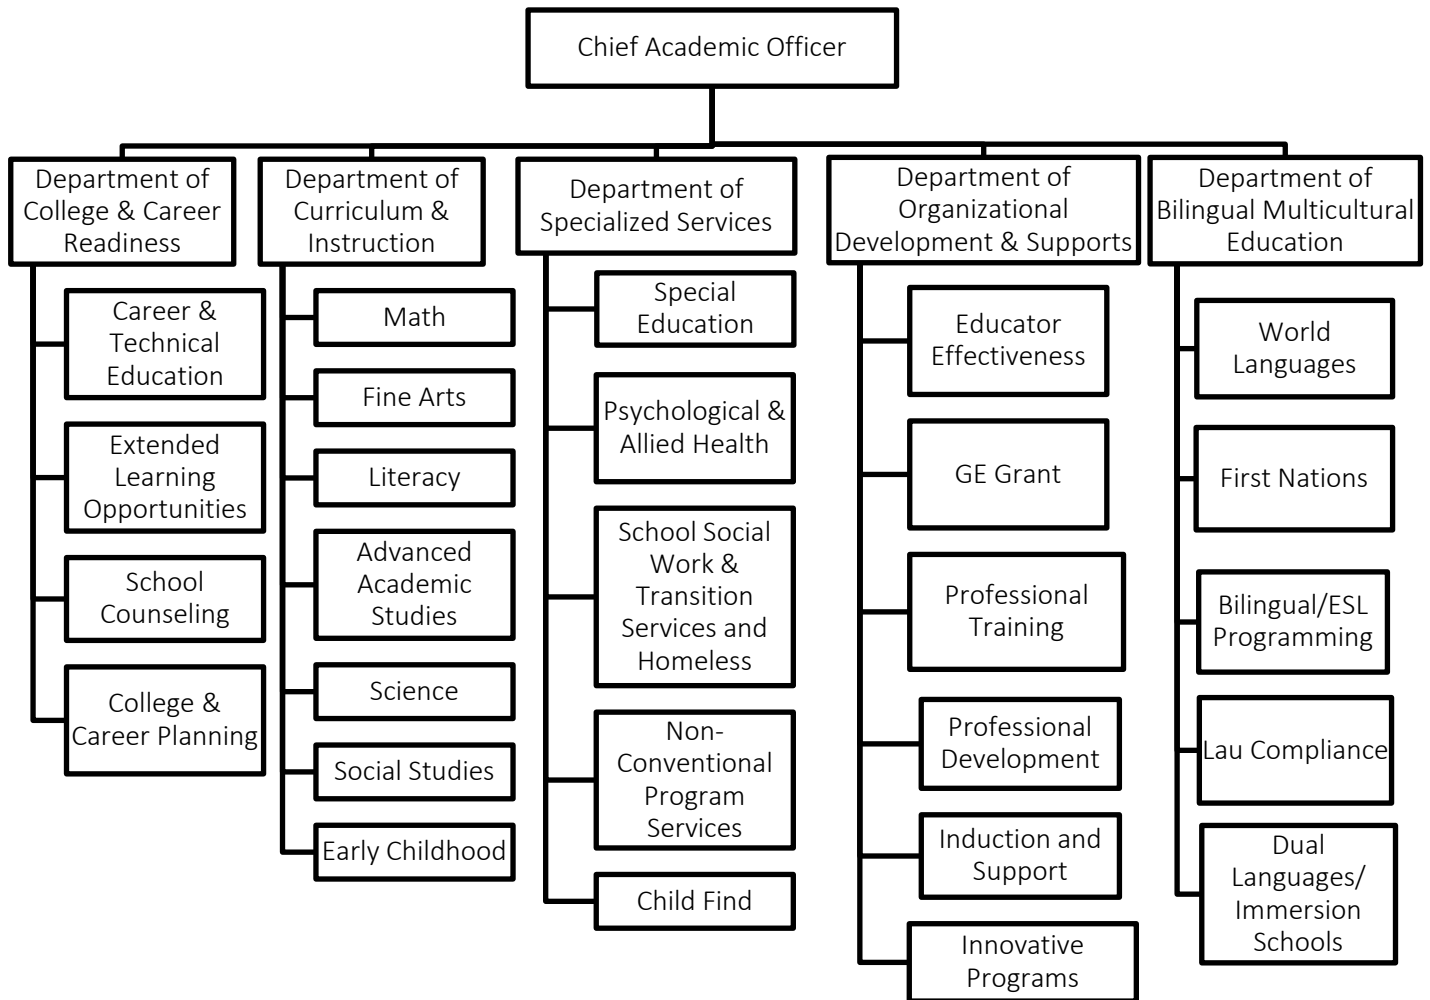 Chief Academic Officer
Department of
College & Career
Readiness
Career &
Technical
Education
Extended
Learning
Opportunities
School
Counseling
College &
Career Planning
Department of
Curriculum &
Instruction
Math
Fine Arts
Literacy
Advanced
Academic
Studies
Science
Social Studies
Early Childhood
Department of
Specialized Services
Special
Education
Psychological &
Allied Health
School Social
Work &
Transition
Services and
Homeless
Non-
Conventional
Program
Services
Child Find
Department of
Organizational
Development & Supports
Educator
Effectiveness
GE Grant
Professional
Training
Professional
Development
Induction and
Support
Innovative
Programs
Department of
Bilingual Multicultural
Education
World
Languages
First Nations
Bilingual/ESL
Programming
Lau Compliance
Dual
Languages/
Immersion
Schools